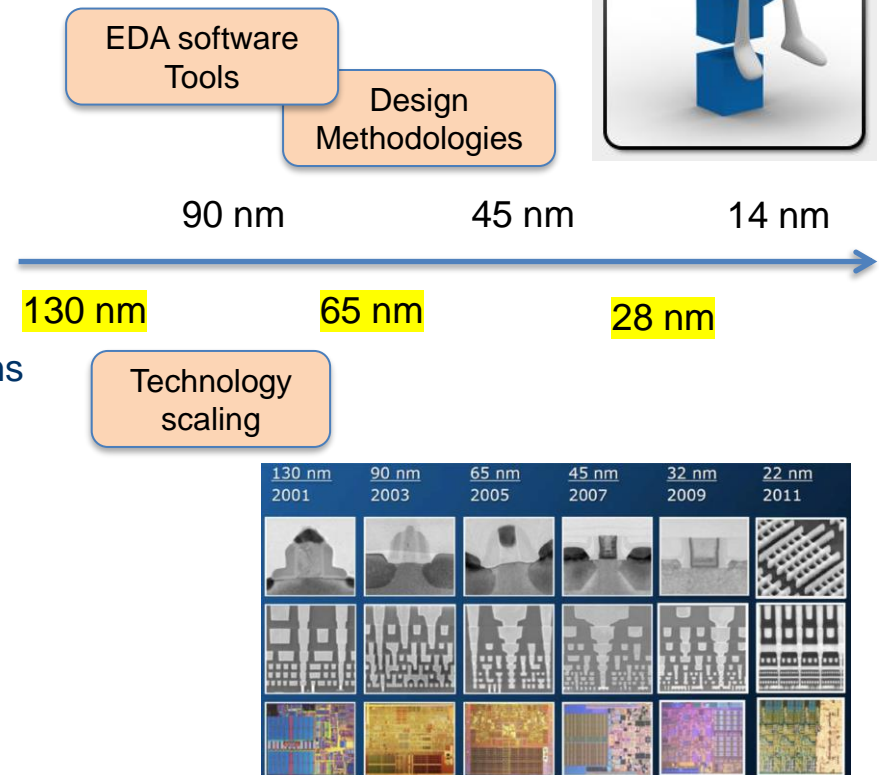 EDA software
Tools
Design
Methodologies
90 nm
45 nm
14 nm
130 nm
65 nm
28 nm
ns
Technology
scaling
130 nm
90 nm
65 nm
45 nm
32 nm
22 nm
2001
2003
2005
2007
2009
2011